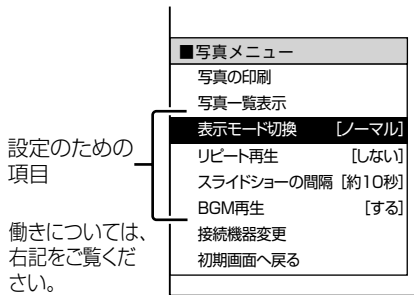 ■写真メニュー
写真の印刷
写真一覧表示
表示モード切換 [ノーマル]
リピート再生 [しない]
スライドショーの間隔 [約10秒]
BGM再生 [する]
接続機器変更
初期画面へ戻る
設定のための
項目
働きについては、
右記をご覧くだ
さい。